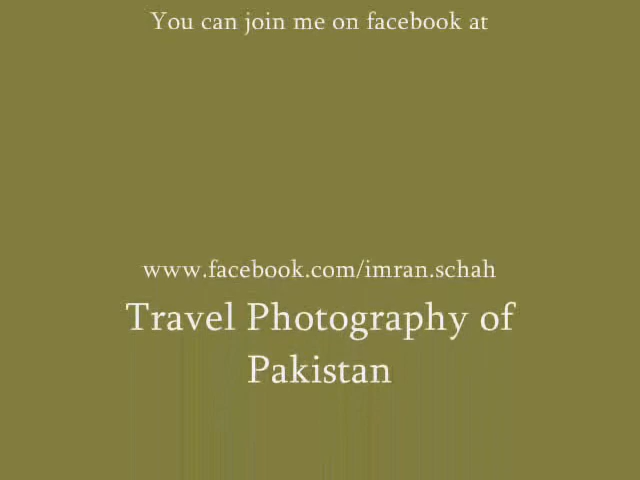 You can join me on facebook at
www.facebook.com/imran.schah
Travel Photography of
Pakistan